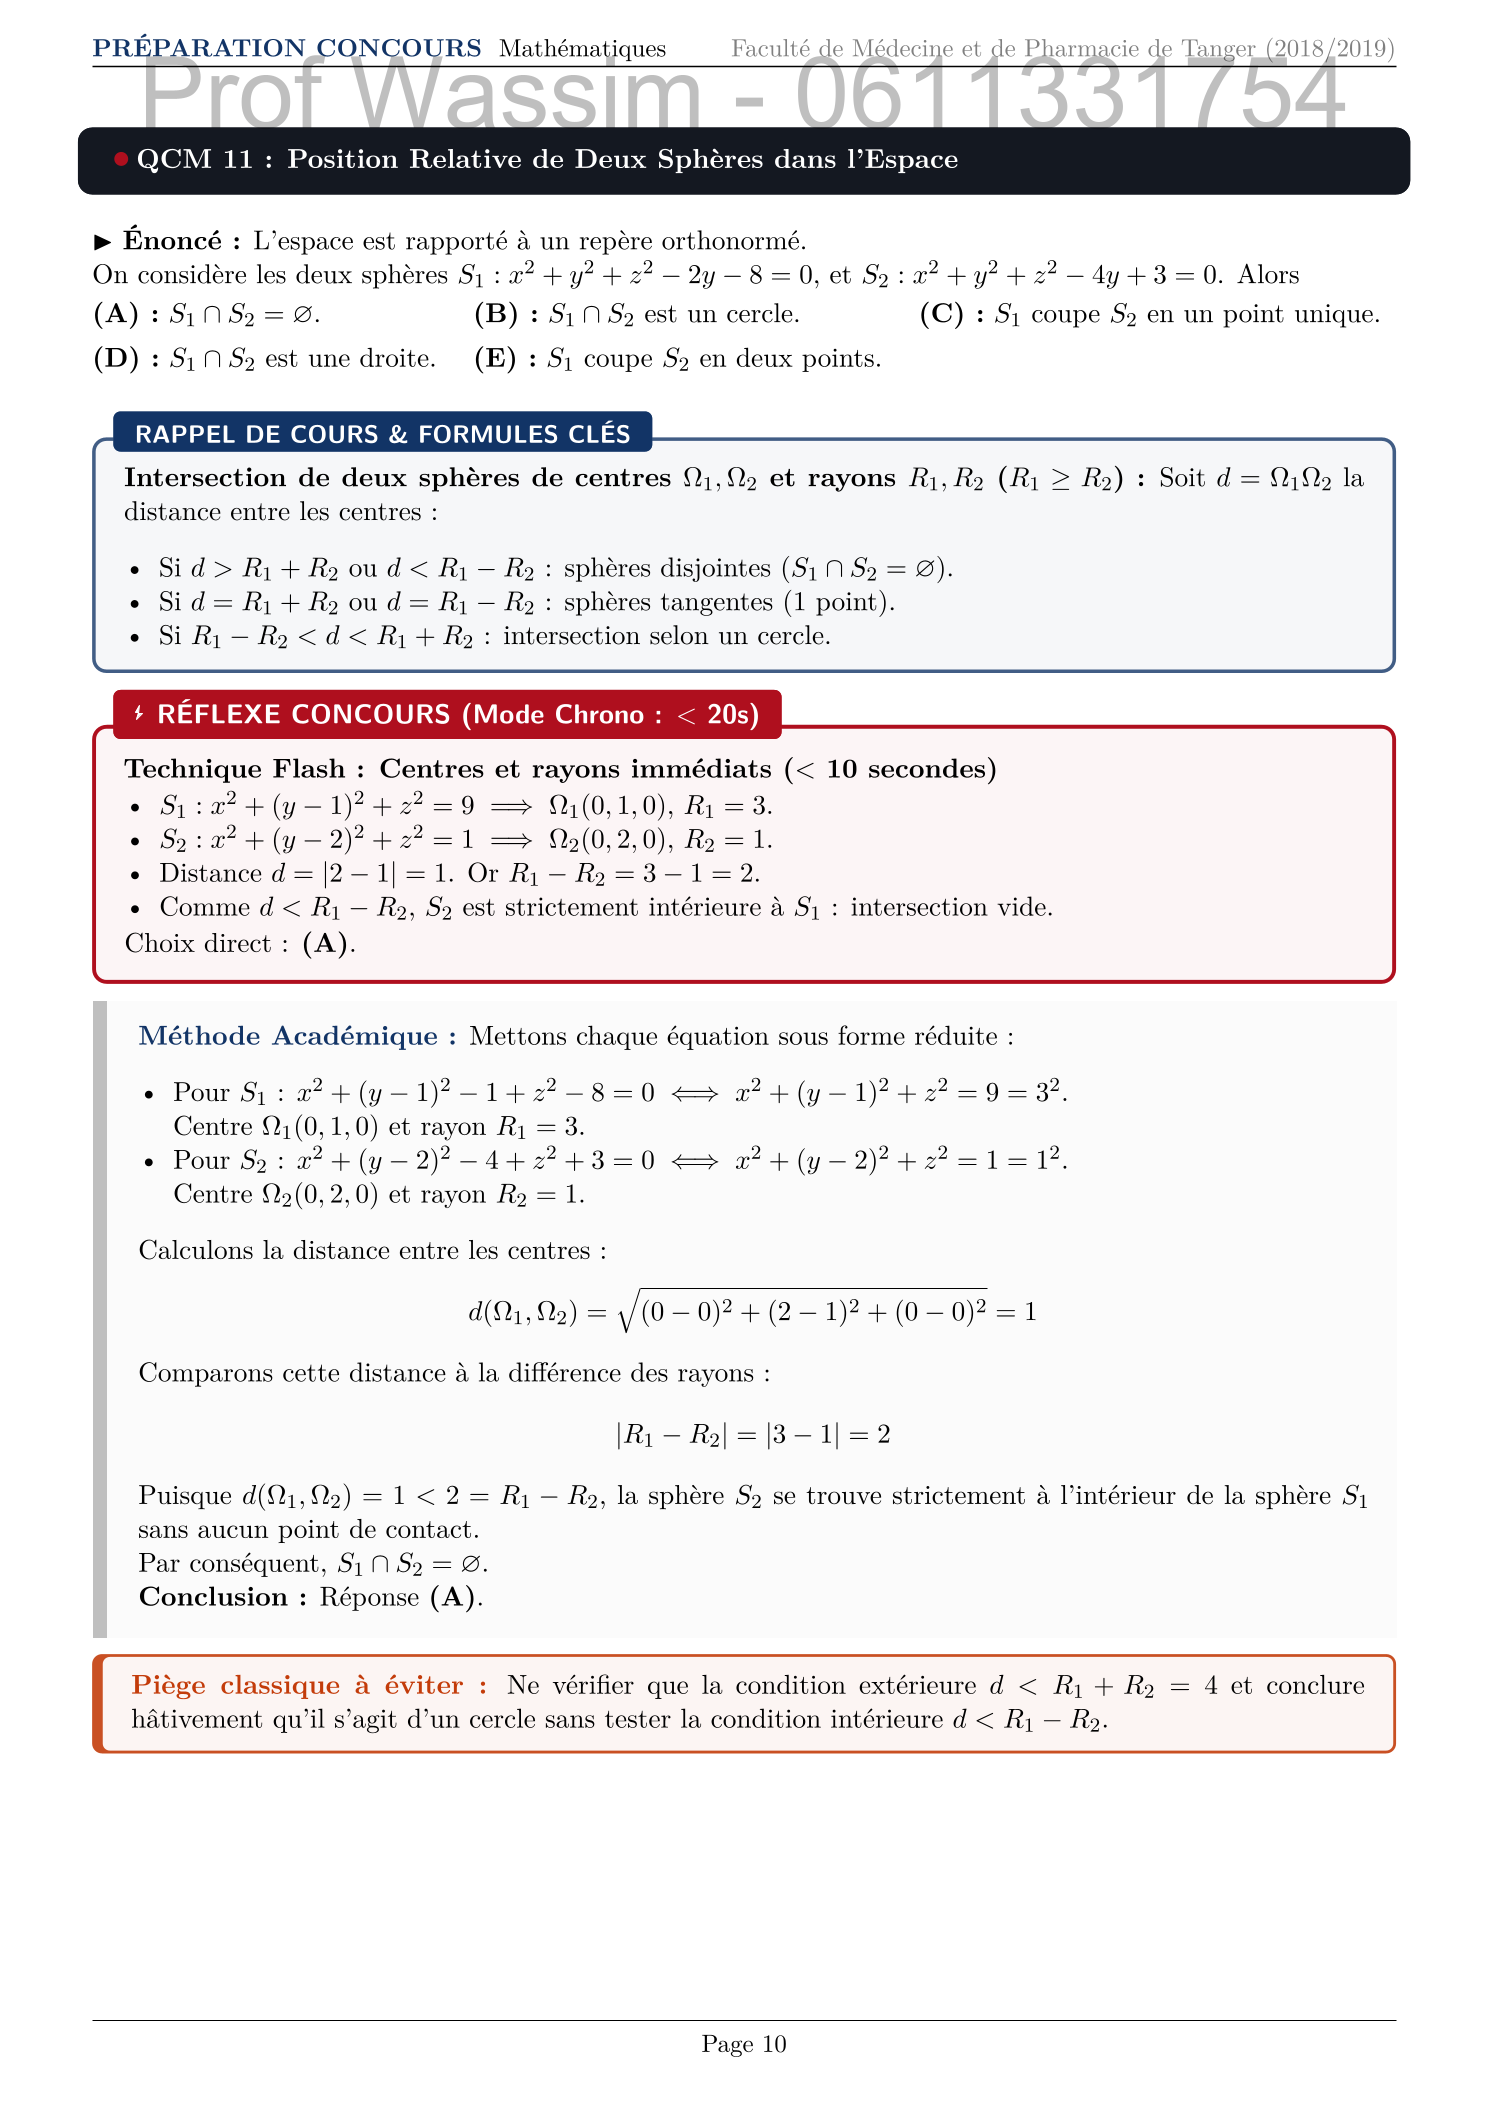 PRÉPARATION CONCOURS Mathématiques Faculté de Médecine et de Pharmacie de Tanger (2018/2019)
Prof Wassim - 0611331754
QCM 11 : Position Relative de Deux Sphères dans l'Espace
▶ Énoncé : L'espace est rapporté à un repère orthonormé.
On considère les deux sphères S₁ : x² + y² + z² − 2y − 8 = 0, et S₂ : x² + y² + z² − 4y + 3 = 0. Alors
(A) : S₁ ∩ S₂ = ∅. (B) : S₁ ∩ S₂ est un cercle. (C) : S₁ coupe S₂ en un point unique.
(D) : S₁ ∩ S₂ est une droite. (E) : S₁ coupe S₂ en deux points.
RAPPEL DE COURS & FORMULES CLÉS
Intersection de deux sphères de centres Ω₁, Ω₂ et rayons R₁, R₂ (R₁ ≥ R₂) : Soit d = Ω₁Ω₂ la
distance entre les centres :
• Si d > R₁ + R₂ ou d < R₁ − R₂ : sphères disjointes (S₁ ∩ S₂ = ∅).
• Si d = R₁ + R₂ ou d = R₁ − R₂ : sphères tangentes (1 point).
• Si R₁ − R₂ < d < R₁ + R₂ : intersection selon un cercle.
RÉFLEXE CONCOURS (Mode Chrono : < 20s)
Technique Flash : Centres et rayons immédiats (< 10 secondes)
• S₁ : x² + (y − 1)² + z² = 9 ⟹ Ω₁(0, 1, 0), R₁ = 3.
• S₂ : x² + (y − 2)² + z² = 1 ⟹ Ω₂(0, 2, 0), R₂ = 1.
• Distance d = |2 − 1| = 1. Or R₁ − R₂ = 3 − 1 = 2.
• Comme d < R₁ − R₂, S₂ est strictement intérieure à S₁ : intersection vide.
Choix direct : (A).
Méthode Académique : Mettons chaque équation sous forme réduite :
• Pour S₁ : x² + (y − 1)² − 1 + z² − 8 = 0 ⟺ x² + (y − 1)² + z² = 9 = 3².
Centre Ω₁(0, 1, 0) et rayon R₁ = 3.
• Pour S₂ : x² + (y − 2)² − 4 + z² + 3 = 0 ⟺ x² + (y − 2)² + z² = 1 = 1².
Centre Ω₂(0, 2, 0) et rayon R₂ = 1.
Calculons la distance entre les centres :
d(Ω₁, Ω₂) = √((0 − 0)² + (2 − 1)² + (0 − 0)²) = 1
Comparons cette distance à la différence des rayons :
|R₁ − R₂| = |3 − 1| = 2
Puisque d(Ω₁, Ω₂) = 1 < 2 = R₁ − R₂, la sphère S₂ se trouve strictement à l'intérieur de la sphère S₁
sans aucun point de contact.
Par conséquent, S₁ ∩ S₂ = ∅.
Conclusion : Réponse (A).
Piège classique à éviter : Ne vérifier que la condition extérieure d < R₁ + R₂ = 4 et conclure
hâtivement qu'il s'agit d'un cercle sans tester la condition intérieure d < R₁ − R₂.
Page 10